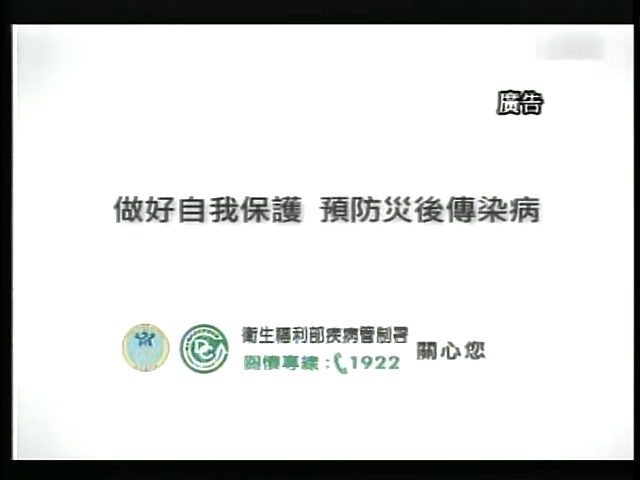 廣告
做好自我保護 預防災後傳染病
衛生福利部疾病管制署
關懷專線:1922
關心您